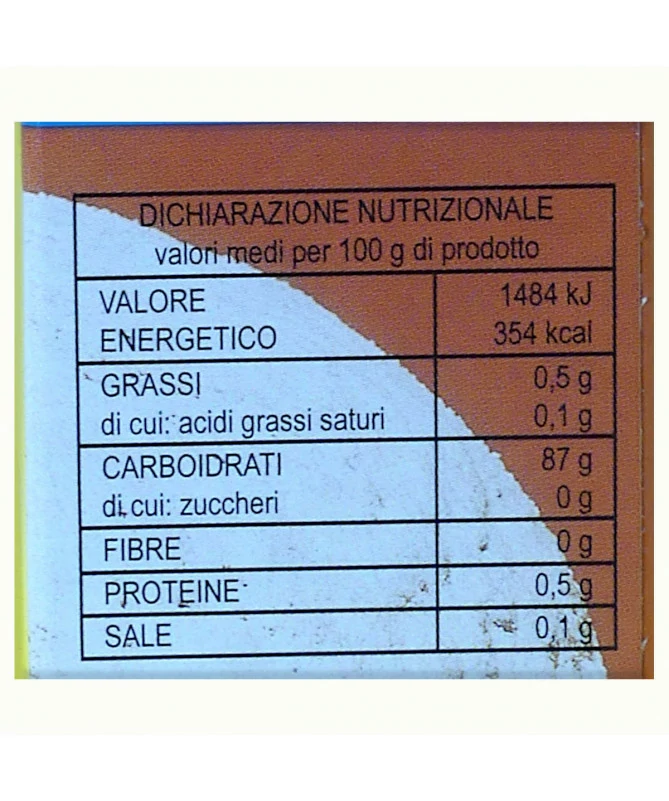 DICHIARAZIONE NUTRIZIONALE
valori medi per 100 g di prodotto
VALORE ENERGETICO 1484 kJ 354 kcal
GRASSI 0,5 g
di cui: acidi grassi saturi 0,1 g
CARBOIDRATI 87 g
di cui: zuccheri 0 g
FIBRE 0 g
PROTEINE 0,5 g
SALE 0,1 g